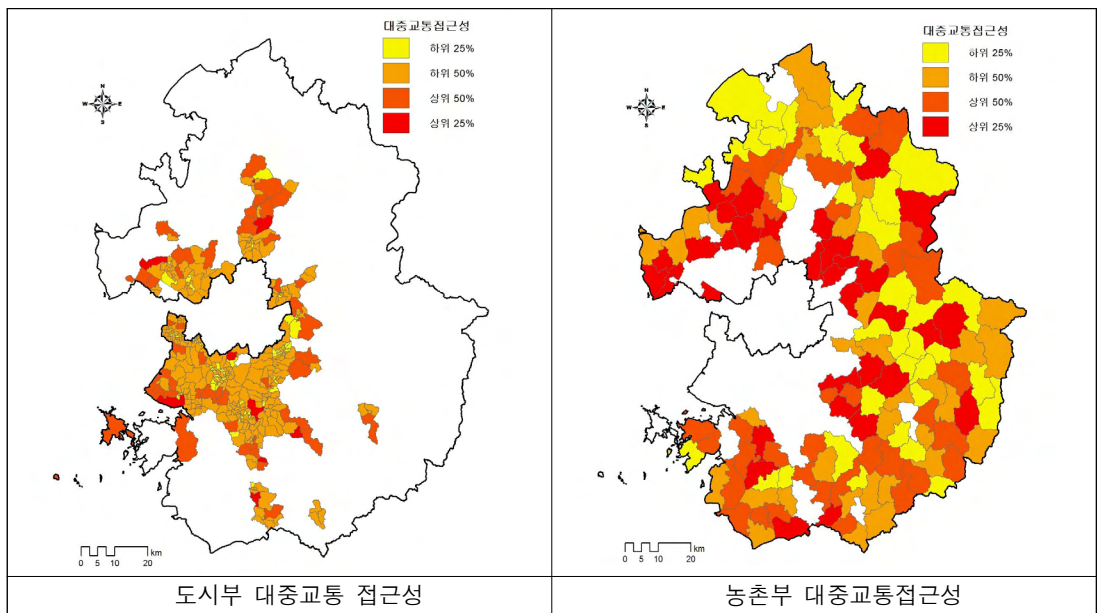 대중교통접근성
하위 25%
하위 50%
상위 50%
상위 25%
N
W E
S
km
0 5 10 20
도시부 대중교통 접근성
대중교통접근성
하위 25%
하위 50%
상위 50%
상위 25%
N
W E
S
km
0 5 10 20
농촌부 대중교통접근성